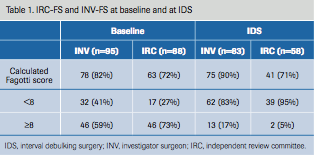 Table 1. IRC-FS and INV-FS at baseline and at IDS
Baseline IDS
INV (n=95) IRC (n=88) INV (n=83) IRC (n=58)
Calculated Fagotti score 78 (82%) 63 (72%) 75 (90%) 41 (71%)
<8 32 (41%) 17 (27%) 62 (83%) 39 (95%)
≥8 46 (59%) 46 (73%) 13 (17%) 2 (5%)
IDS, interval debulking surgery; INV, investigator surgeon; IRC, independent review committee.